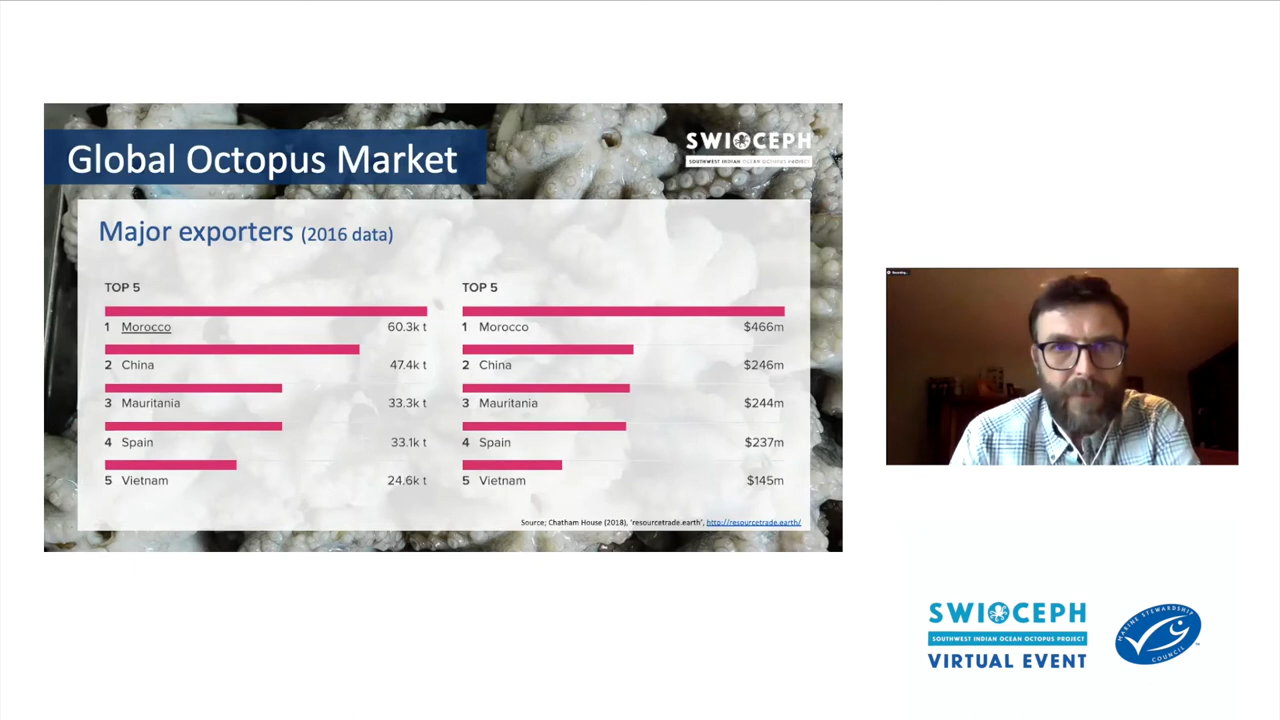 Global Octopus Market
SWIOCEPH
SOUTHWEST INDIAN OCEAN OCTOPUS PROJECT
Major exporters (2016 data)
TOP 5
1 Morocco 60.3k t
2 China 47.4k t
3 Mauritania 33.3k t
4 Spain 33.1k t
5 Vietnam 24.6k t
TOP 5
1 Morocco $466m
2 China $246m
3 Mauritania $244m
4 Spain $237m
5 Vietnam $145m
Source; Chatham House (2018), 'resourcetrade.earth', http://resourcetrade.earth/
Recording...
SWIOCEPH
SOUTHWEST INDIAN OCEAN OCTOPUS PROJECT
VIRTUAL EVENT
MARINE STEWARDSHIP
COUNCIL
TM